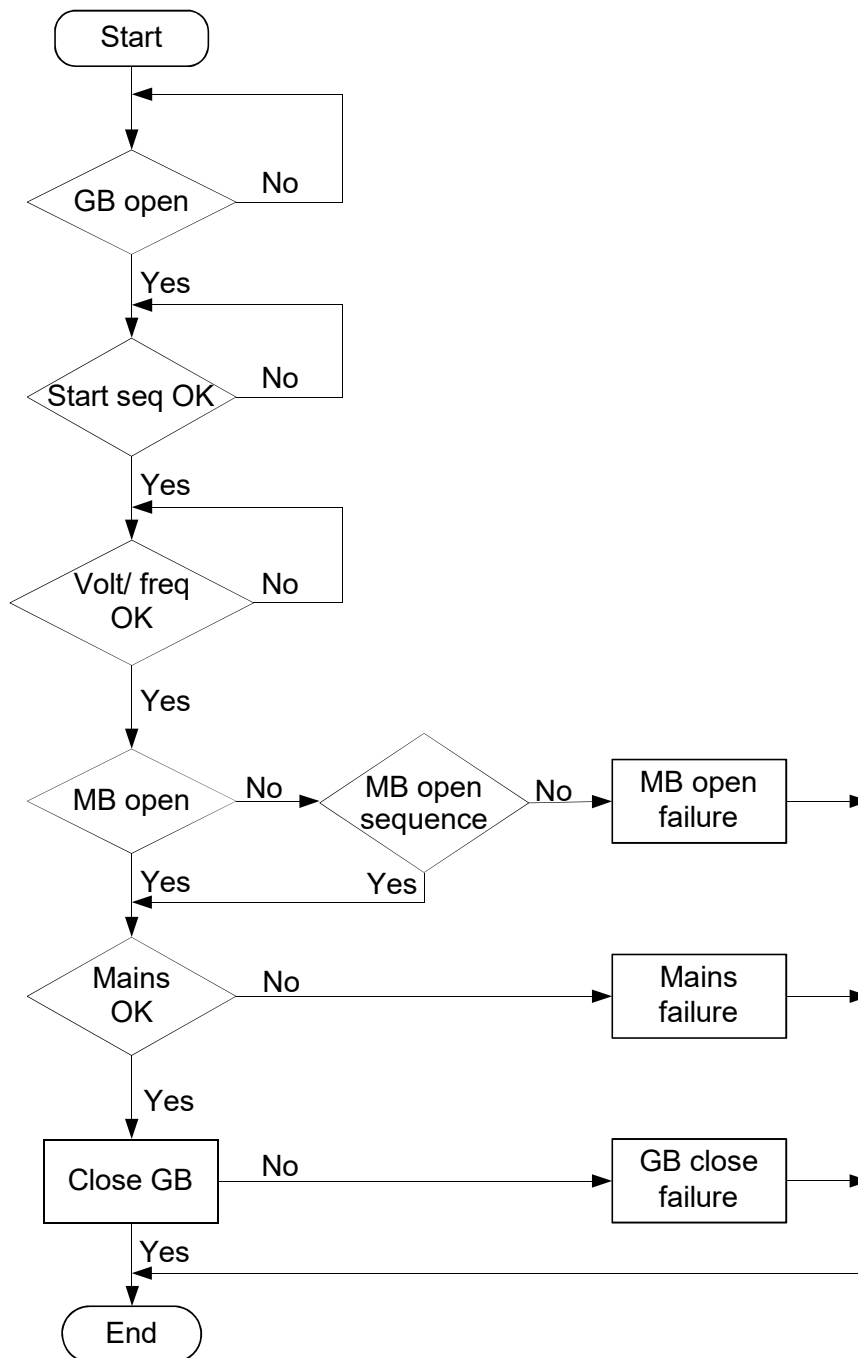 Start
GB open
No
Yes
Start seq OK
No
Yes
Volt/ freq
OK
No
Yes
MB open
No
MB open
sequence
No
MB open
failure
Yes
Yes
Mains
OK
No
Mains
failure
Yes
Close GB
No
GB close
failure
Yes
End